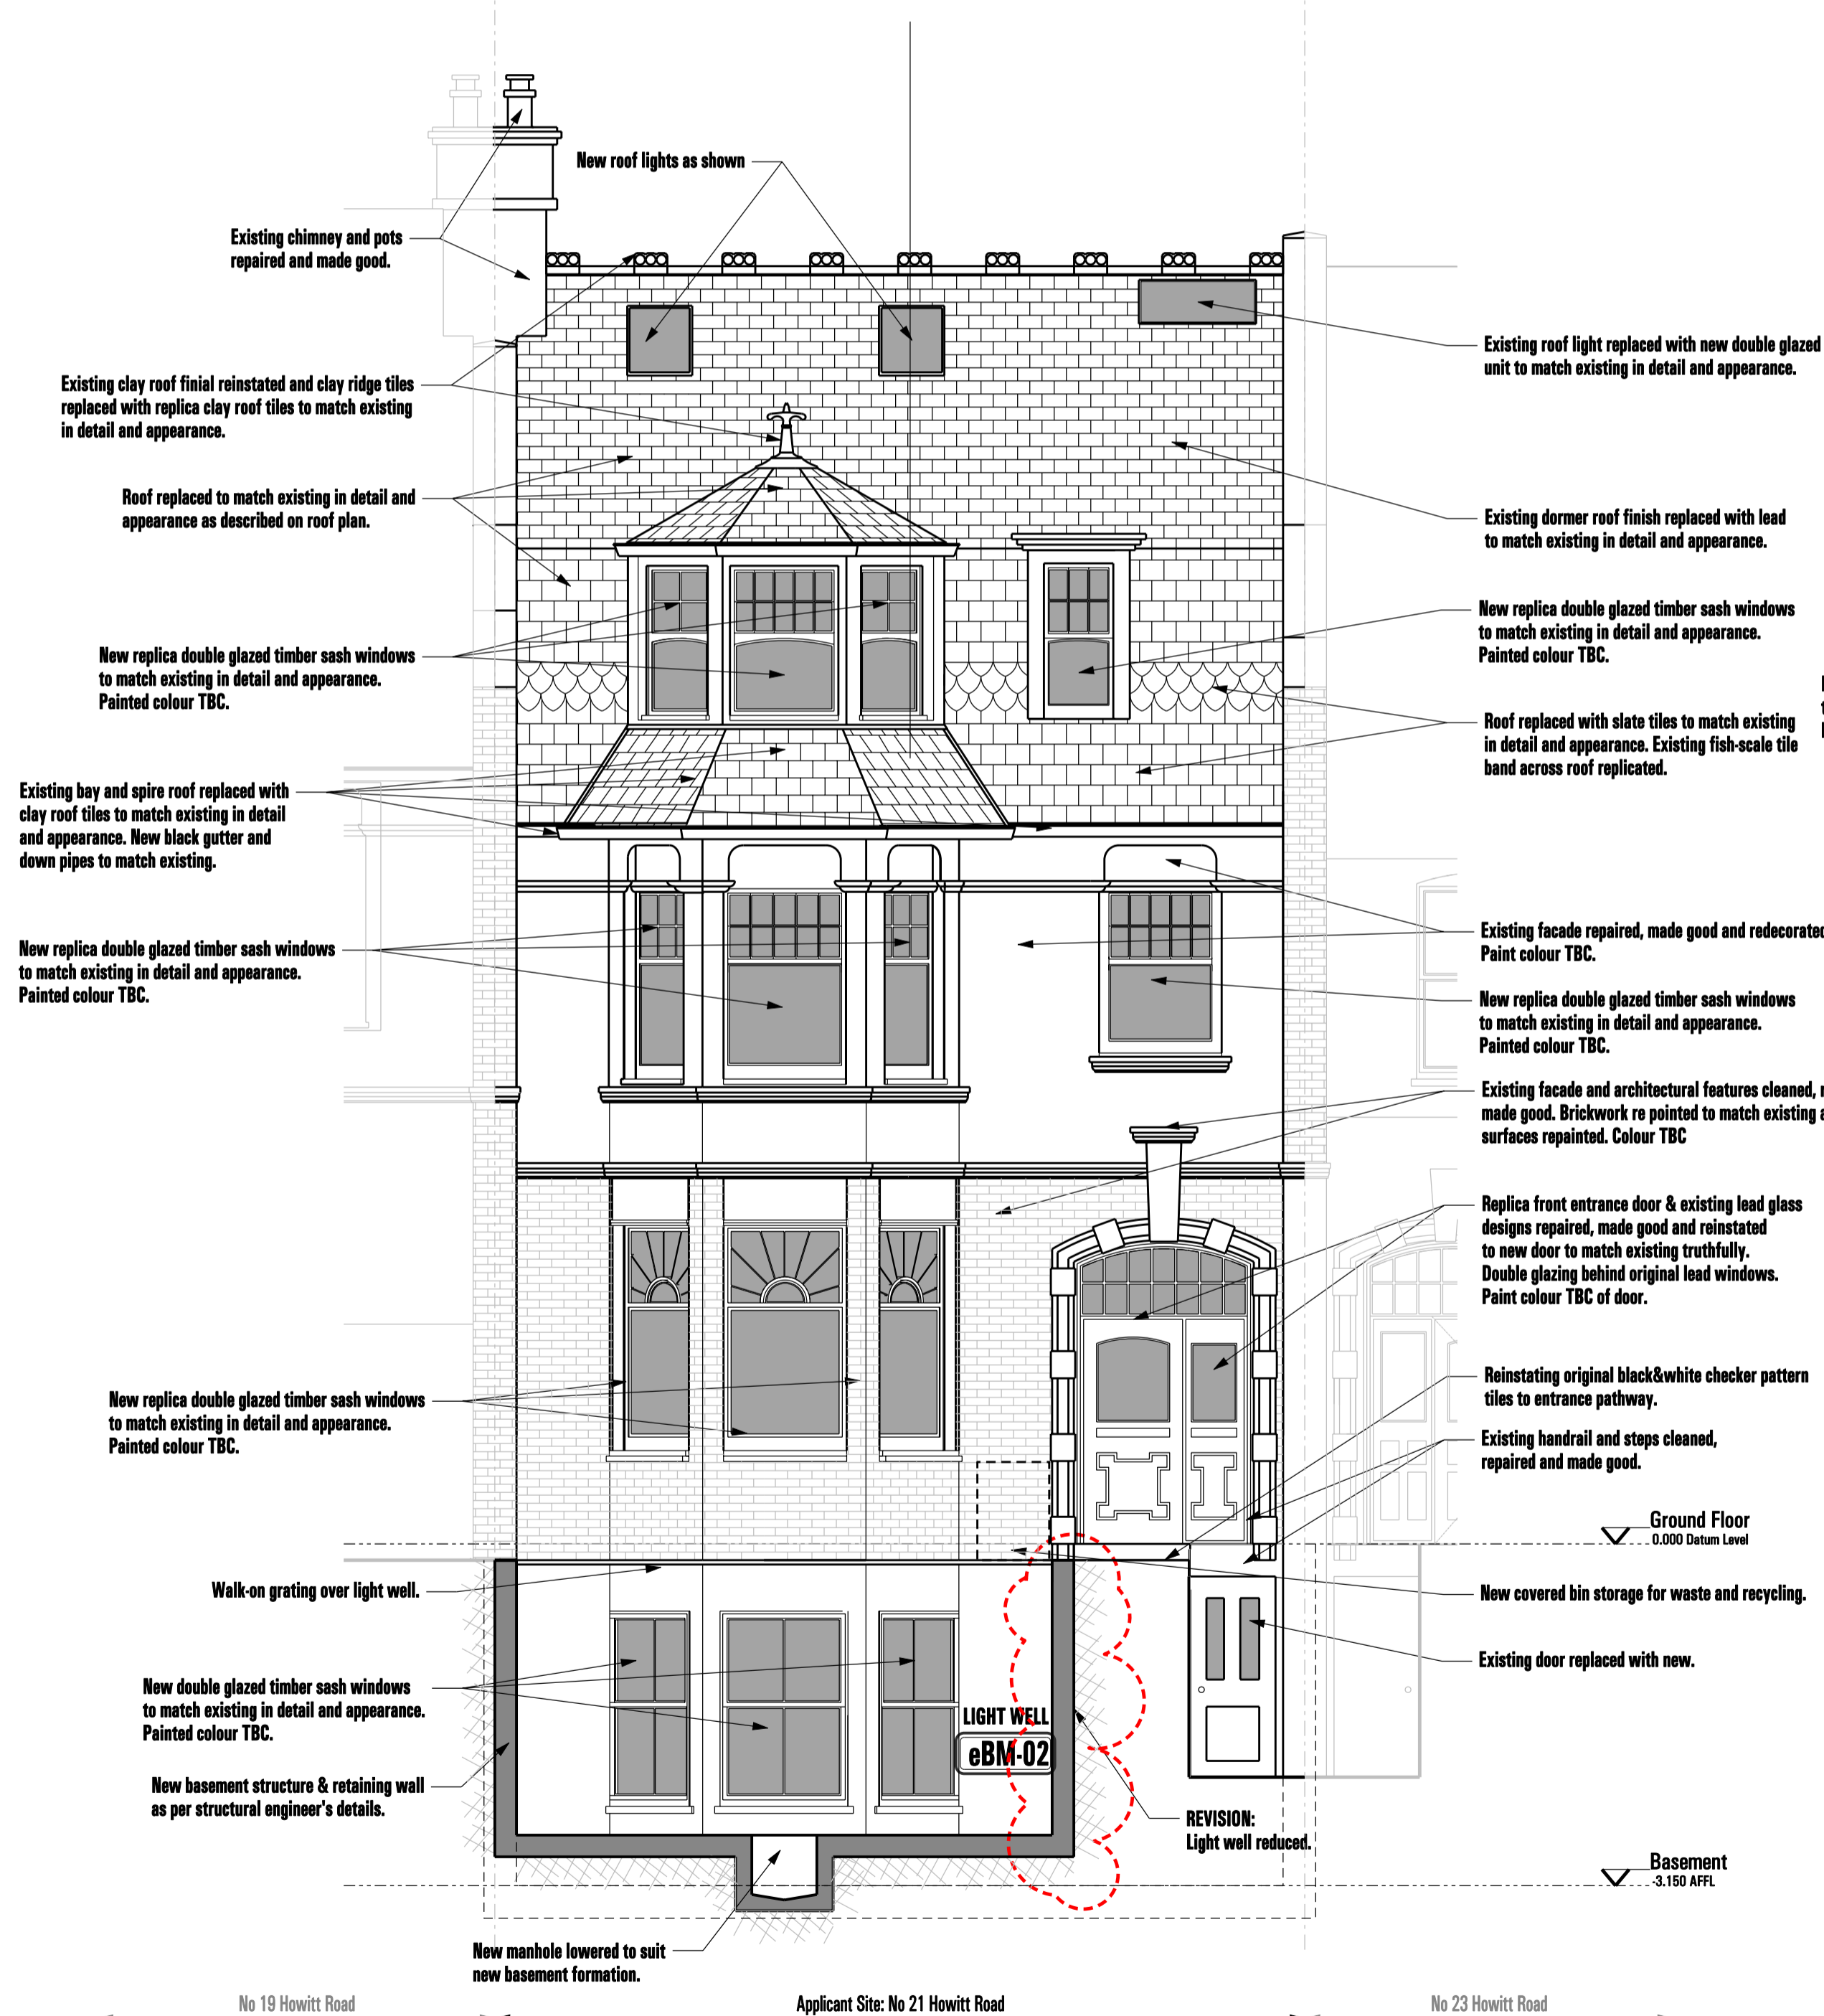 New roof lights as shown
Existing chimney and pots
repaired and made good.
Existing roof light replaced with new double glazed
unit to match existing in detail and appearance.
Existing clay roof finial reinstated and clay ridge tiles
replaced with replica clay roof tiles to match existing
in detail and appearance.
Roof replaced to match existing in detail and
appearance as described on roof plan.
Existing dormer roof finish replaced with lead
to match existing in detail and appearance.
New replica double glazed timber sash windows
to match existing in detail and appearance.
Painted colour TBC.
New replica double glazed timber sash windows
to match existing in detail and appearance.
Painted colour TBC.
Roof replaced with slate tiles to match existing
in detail and appearance. Existing fish-scale tile
band across roof replicated.
Existing bay and spire roof replaced with
clay roof tiles to match existing in detail
and appearance. New black gutter and
down pipes to match existing.
Existing facade repaired, made good and redecorated
Paint colour TBC.
New replica double glazed timber sash windows
to match existing in detail and appearance.
Painted colour TBC.
New replica double glazed timber sash windows
to match existing in detail and appearance.
Painted colour TBC.
Existing facade and architectural features cleaned,
made good. Brickwork re pointed to match existing
surfaces repainted. Colour TBC
Replica front entrance door & existing lead glass
designs repaired, made good and reinstated
to new door to match existing truthfully.
Double glazing behind original lead windows.
Paint colour TBC of door.
Reinstating original black&white checker pattern
tiles to entrance pathway.
New replica double glazed timber sash windows
to match existing in detail and appearance.
Painted colour TBC.
Existing handrail and steps cleaned,
repaired and made good.
Ground Floor
0.000 Datum Level
Walk-on grating over light well.
New covered bin storage for waste and recycling.
Existing door replaced with new.
New double glazed timber sash windows
to match existing in detail and appearance.
Painted colour TBC.
LIGHT WELL
eBM-02
New basement structure & retaining wall
as per structural engineer's details.
REVISION:
Light well reduced.
Basement
-3.150 AFFL
New manhole lowered to suit
new basement formation.
No 19 Howitt Road
Applicant Site: No 21 Howitt Road
No 23 Howitt Road